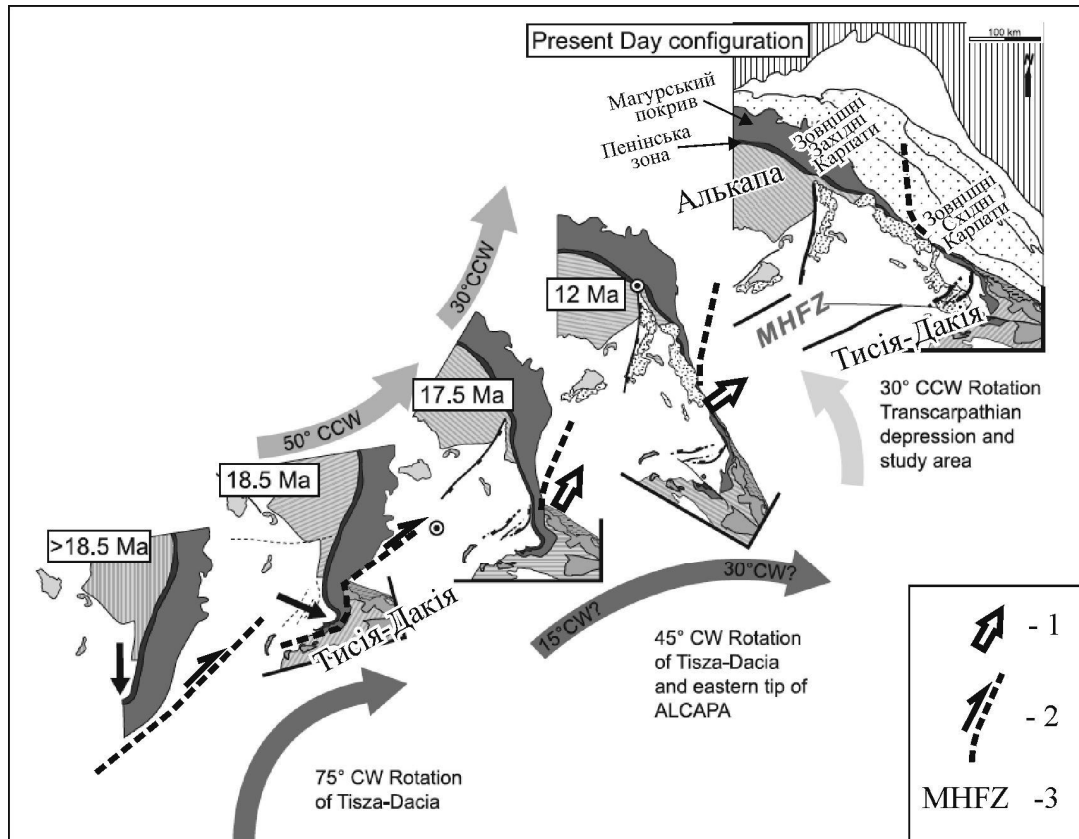 Present Day configuration
100 km
N
Магурський
покрив
Пенінська
зона
Зовнішні
Західні
Карпати
Зовнішні
Східні
Карпати
Алькапа
MHFZ
Тисія-Дакія
30°CCW
12 Ma
17.5 Ma
50° CCW
18.5 Ma
>18.5 Ma
Тисія-Дакія
30° CCW Rotation
Transcarpathian
depression and
study area
15°CW?
30°CW?
45° CW Rotation
of Tisza-Dacia
and eastern tip of
ALCAPA
75° CW Rotation
of Tisza-Dacia
- 1
- 2
MHFZ -3